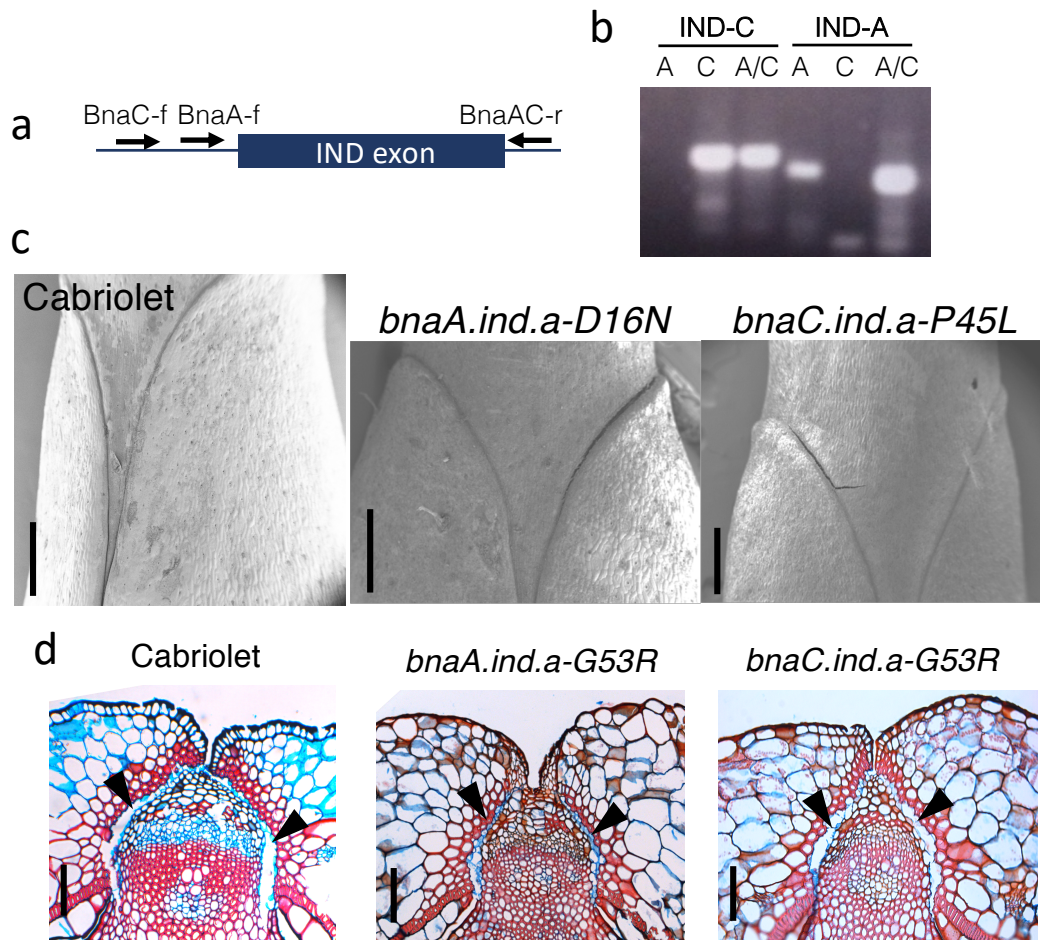 a
BnaC-f BnaA-f BnaAC-r
IND exon
b
IND-C IND-A
A C A/C A C A/C
c
Cabriolet
bnaA.ind.a-D16N
bnaC.ind.a-P45L
d
Cabriolet
bnaA.ind.a-G53R
bnaC.ind.a-G53R